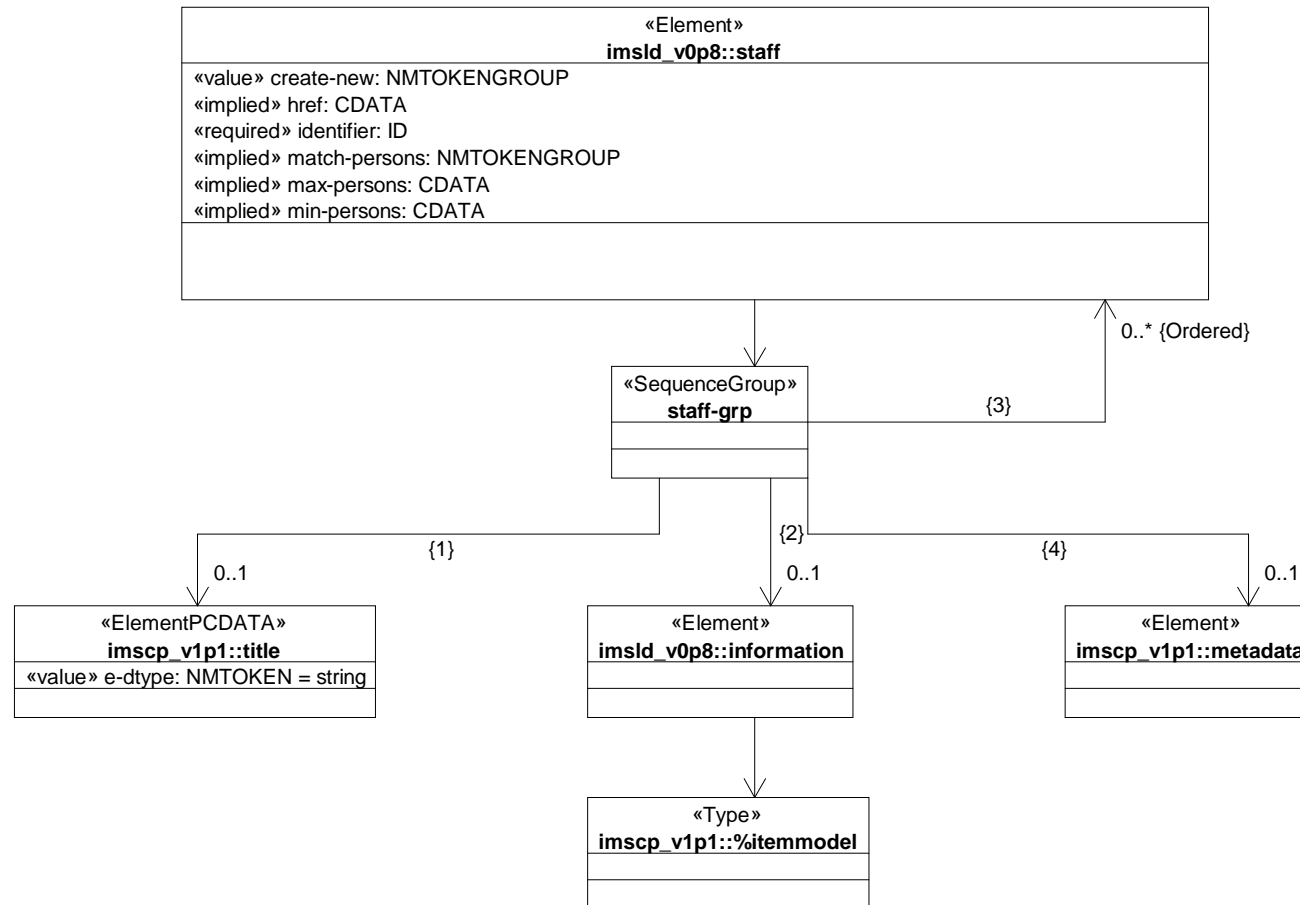 «Element»
imsld_v0p8::staff
«value» create-new: NMTOKENGROUP
«implied» href: CDATA
«required» identifier: ID
«implied» match-persons: NMTOKENGROUP
«implied» max-persons: CDATA
«implied» min-persons: CDATA
0..* {Ordered}
«SequenceGroup»
staff-grp
{3}
{1}
{2}
{4}
0..1
0..1
0..1
«ElementPCDATA»
imscp_v1p1::title
«value» e-dtype: NMTOKEN = string
«Element»
imsld_v0p8::information
«Element»
imscp_v1p1::metadata
«Type»
imscp_v1p1::%itemmodel